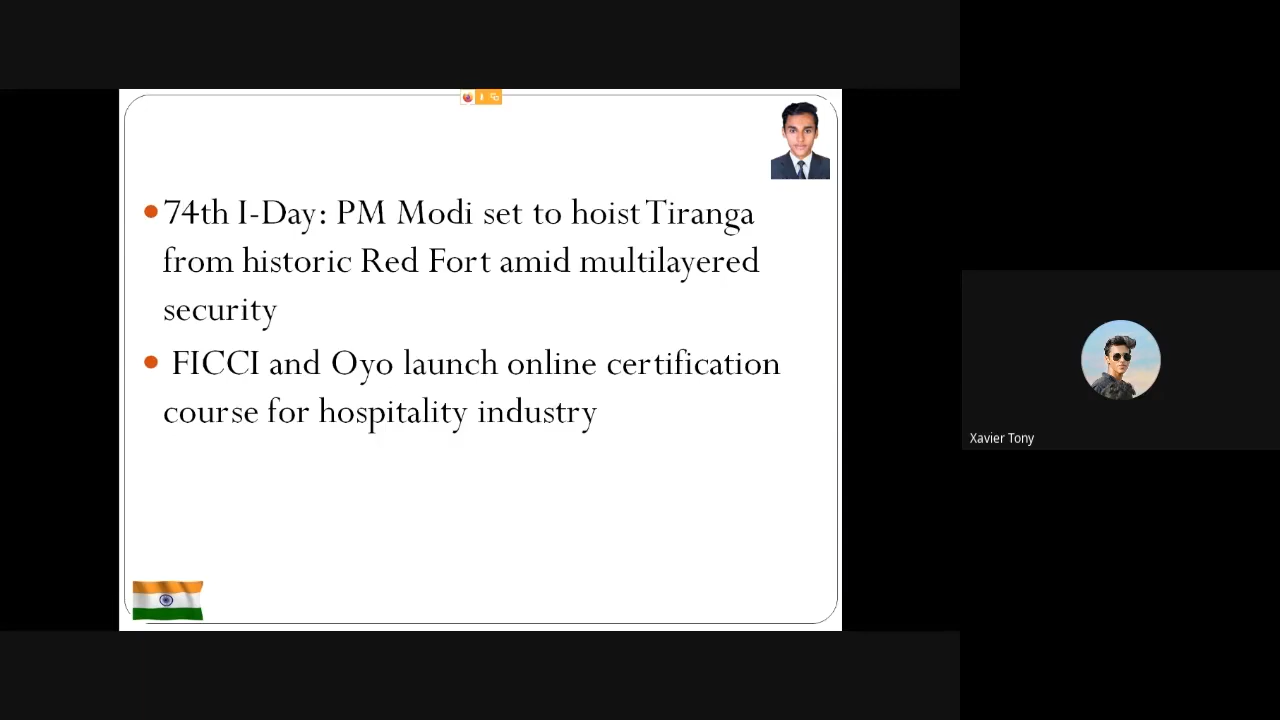 74th I-Day: PM Modi set to hoist Tiranga
from historic Red Fort amid multilayered
security
FICCI and Oyo launch online certification
course for hospitality industry
Xavier Tony